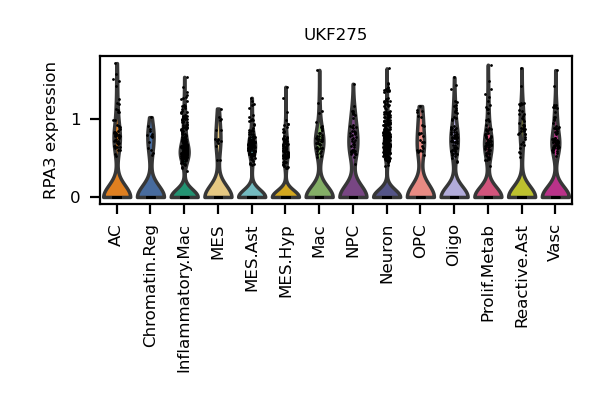 UKF275
RPA3 expression
1
0
AC
Chromatin.Reg
Inflammatory.Mac
MES
MES.Ast
MES.Hyp
Mac
NPC
Neuron
OPC
Oligo
Prolif.Metab
Reactive.Ast
Vasc